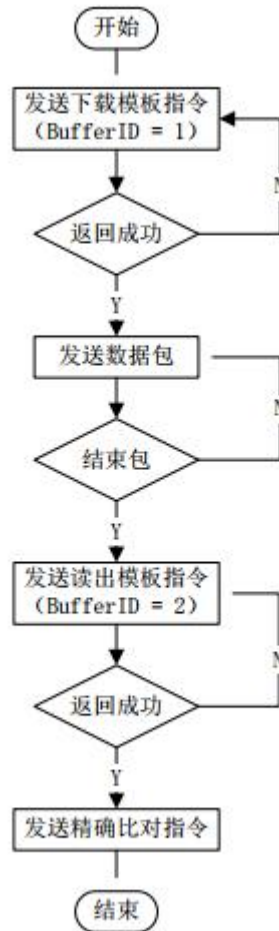 开始
发送下载模板指令
(BufferID = 1)
返回成功
N
Y
发送数据包
N
结束包
Y
发送读出模板指令
(BufferID = 2)
N
返回成功
Y
发送精确比对指令
结束